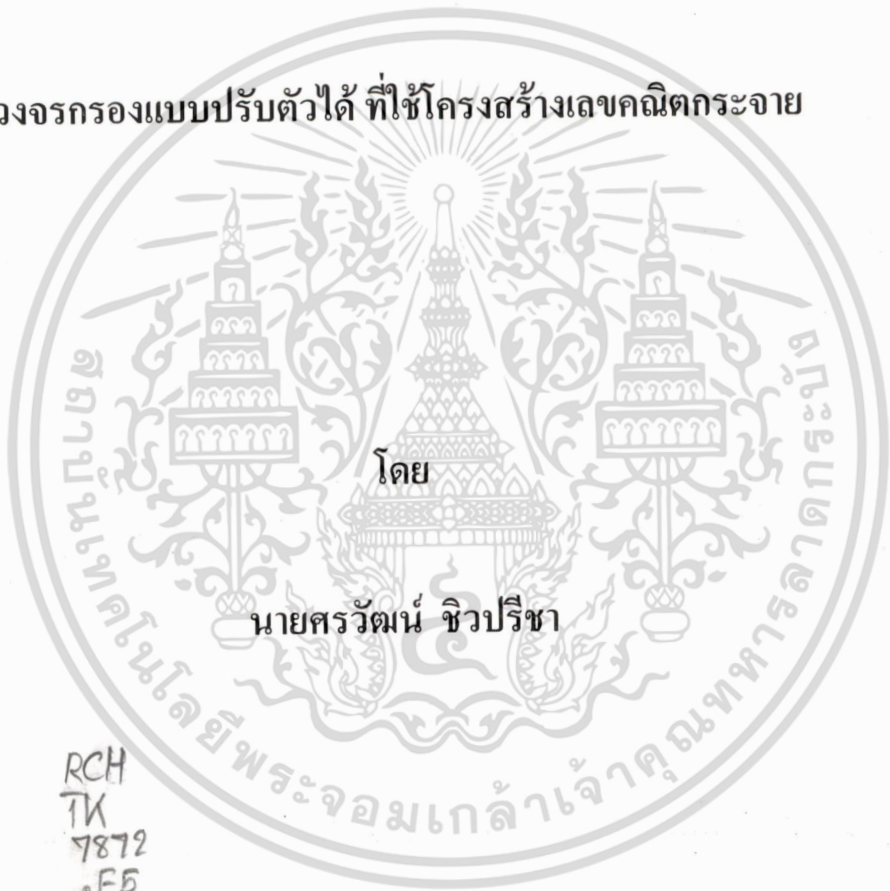 วงจรกรองแบบปรับตัวได้ ที่ใช้โครงสร้างเลขคณิตกระจาย
โดย
นายศรวัฒน์ ชิวปรีชา
สถาบันเทคโนโลยีพระจอมเกล้าเจ้าคุณทหารลาดกระบัง
RCH
TK
7872
.F5